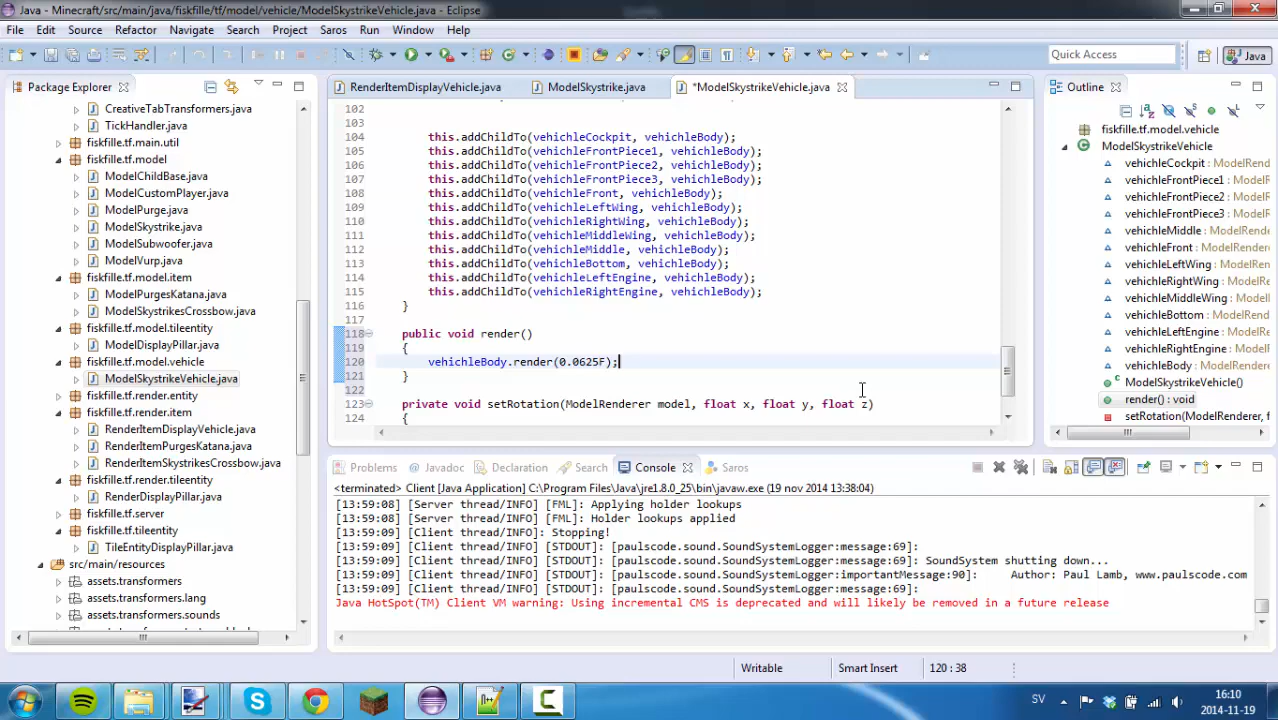 Java - Minecraft/src/main/java/fiskfille/tf/model/vehicle/ModelSkystrikeVehicle.java - Eclipse
File Edit Source Refactor Navigate Search Project Saros Run Window Help
Quick Access
Java
Package Explorer
CreativeTabTransformers.java
TickHandler.java
fiskfille.tf.main.util
fiskfille.tf.model
ModelChildBase.java
ModelCustomPlayer.java
ModelPurge.java
ModelSkystrike.java
ModelSubwoofer.java
ModelVurp.java
fiskfille.tf.model.item
ModelPurgesKatana.java
ModelSkystrikesCrossbow.java
fiskfille.tf.model.tileentity
ModelDisplayPillar.java
fiskfille.tf.model.vehicle
ModelSkystrikeVehicle.java
fiskfille.tf.render.entity
fiskfille.tf.render.item
RenderItemDisplayVehicle.java
RenderItemPurgesKatana.java
RenderItemSkystrikesCrossbow.java
fiskfille.tf.render.tileentity
RenderDisplayPillar.java
fiskfille.tf.server
fiskfille.tf.tileentity
TileEntityDisplayPillar.java
src/main/resources
assets.transformers
assets.transformers.lang
assets.transformers.sounds
RenderItemDisplayVehicle.java ModelSkystrike.java *ModelSkystrikeVehicle.java
102
103
104 this.addChildTo(vehichleCockpit, vehichleBody);
105 this.addChildTo(vehichleFrontPiece1, vehichleBody);
106 this.addChildTo(vehichleFrontPiece2, vehichleBody);
107 this.addChildTo(vehichleFrontPiece3, vehichleBody);
108 this.addChildTo(vehichleFront, vehichleBody);
109 this.addChildTo(vehichleLeftWing, vehichleBody);
110 this.addChildTo(vehichleRightWing, vehichleBody);
111 this.addChildTo(vehichleMiddleWing, vehichleBody);
112 this.addChildTo(vehichleMiddle, vehichleBody);
113 this.addChildTo(vehichleBottom, vehichleBody);
114 this.addChildTo(vehichleLeftEngine, vehichleBody);
115 this.addChildTo(vehichleRightEngine, vehichleBody);
116 }
117
118 public void render()
119 {
120 vehichleBody.render(0.0625F);
121 }
122
123 private void setRotation(ModelRenderer model, float x, float y, float z)
124 {
Outline
fiskfille.tf.model.vehicle
ModelSkystrikeVehicle
vehichleCockpit : ModelR
vehichleFrontPiece1 : Mo
vehichleFrontPiece2 : Mo
vehichleFrontPiece3 : Mo
vehichleMiddle : ModelRe
vehichleFront : ModelRend
vehichleLeftWing : Model
vehichleRightWing : Mode
vehichleMiddleWing : Mo
vehichleBottom : ModelRe
vehichleLeftEngine : Mod
vehichleRightEngine : Mo
vehichleBody : ModelRend
ModelSkystrikeVehicle()
render() : void
setRotation(ModelRenderer, f
Problems Javadoc Declaration Search Console Saros
<terminated> Client [Java Application] C:\Program Files\Java\jre1.8.0_25\bin\javaw.exe (19 nov 2014 13:38:04)
[13:59:08] [Server thread/INFO] [FML]: Applying holder lookups
[13:59:08] [Server thread/INFO] [FML]: Holder lookups applied
[13:59:09] [Client thread/INFO]: Stopping!
[13:59:09] [Client thread/INFO] [STDOUT]: [paulscode.sound.SoundSystemLogger:message:69]:
[13:59:09] [Client thread/INFO] [STDOUT]: [paulscode.sound.SoundSystemLogger:message:69]: SoundSystem shutting down...
[13:59:09] [Client thread/INFO] [STDOUT]: [paulscode.sound.SoundSystemLogger:importantMessage:90]: Author: Paul Lamb, www.paulscode.com
[13:59:09] [Client thread/INFO] [STDOUT]: [paulscode.sound.SoundSystemLogger:message:69]:
Java HotSpot(TM) Client VM warning: Using incremental CMS is deprecated and will likely be removed in a future release
Writable Smart Insert 120 : 38
SV
16:10
2014-11-19